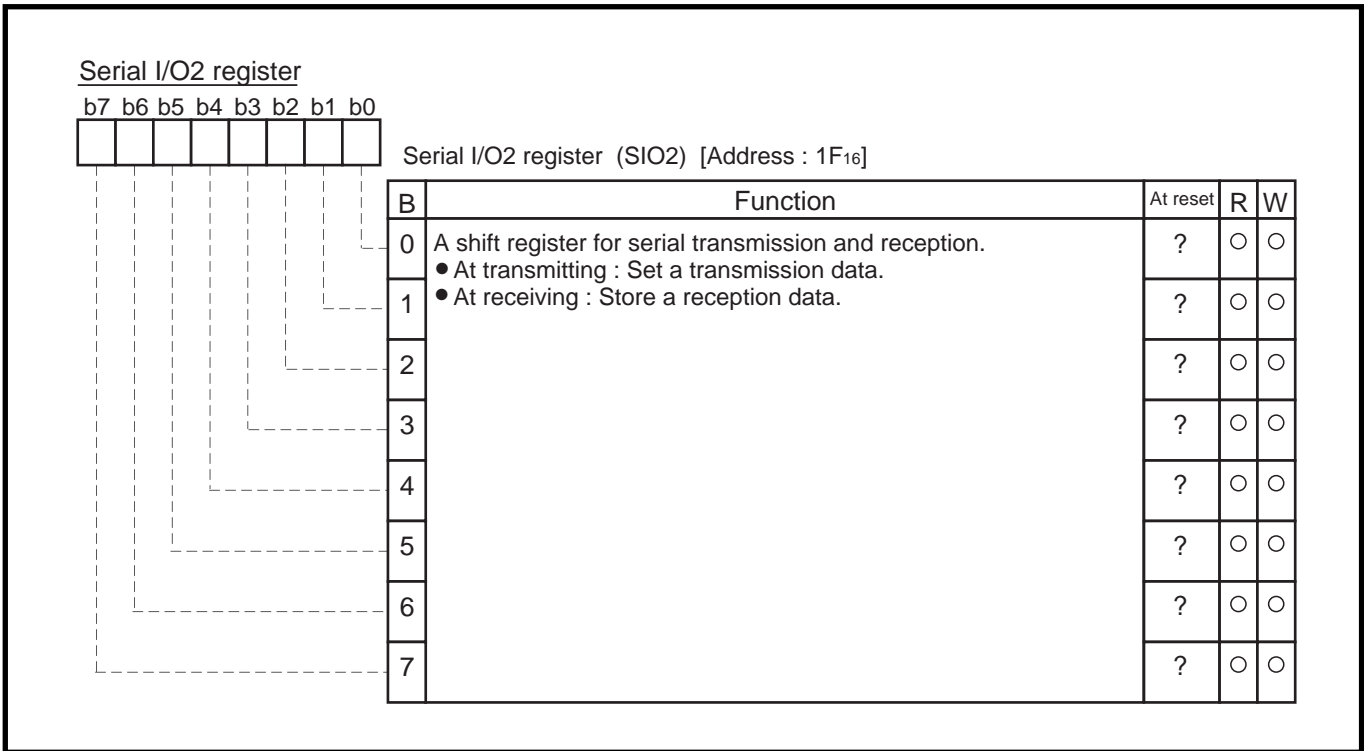 Serial I/O2 register
b7 b6 b5 b4 b3 b2 b1 b0
Serial I/O2 register (SIO2) [Address : 1F16]
B Function At reset R W
0 A shift register for serial transmission and reception. ? ○ ○
● At transmitting : Set a transmission data.
● At receiving : Store a reception data.
1 ? ○ ○
2 ? ○ ○
3 ? ○ ○
4 ? ○ ○
5 ? ○ ○
6 ? ○ ○
7 ? ○ ○